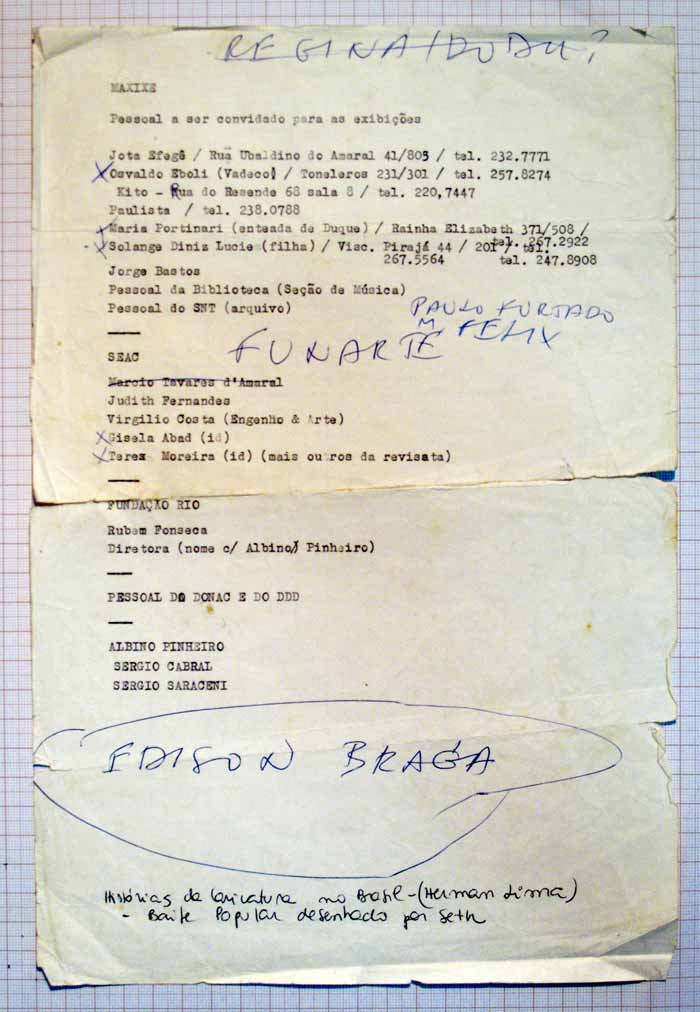 REGINALDO DU?
MAXIXE
Pessoal a ser convidado para as exibições
Jota Efegê / Rua Ubaldino do Amaral 41/805 / tel. 232.7771
Osvaldo Eboli (Vadeco) / Toneleros 231/301 / tel. 257.8274
Kito - Rua do Resende 68 sala 8 / tel. 220,7447
Paulista / tel. 238.0788
Maria Portinari (enteada de Duque) / Rainha Elizabeth 371/508 /
tel. 267.2922
Solange Diniz Lucie (filha) / Visc. Pirajá 44 / 201 / tel.
267.5564 tel. 247.8908
Jorge Bastos
Pessoal da Biblioteca (Seção de Música)
Pessoal do SNT (arquivo)
PAULO FURTADO
M. FELIX
FUNARTE
SEAC
Marcio Tavares d'Amaral
Judith Fernandes
Virgilio Costa (Engenho & Arte)
Gisela Abad (id)
Tereza Moreira (id) (mais outros da revisata)
FUNDAÇÃO RIO
Rubem Fonseca
Diretora (nome c/ Albino) Pinheiro)
PESSOAL DO DONAC E DO DDD
ALBINO PINHEIRO
SERGIO CABRAL
SERGIO SARACENI
EDISON BRAGA
Histórias da Caricatura no Brasil - (Herman Lima)
- Baile Popular desenhado por Seth